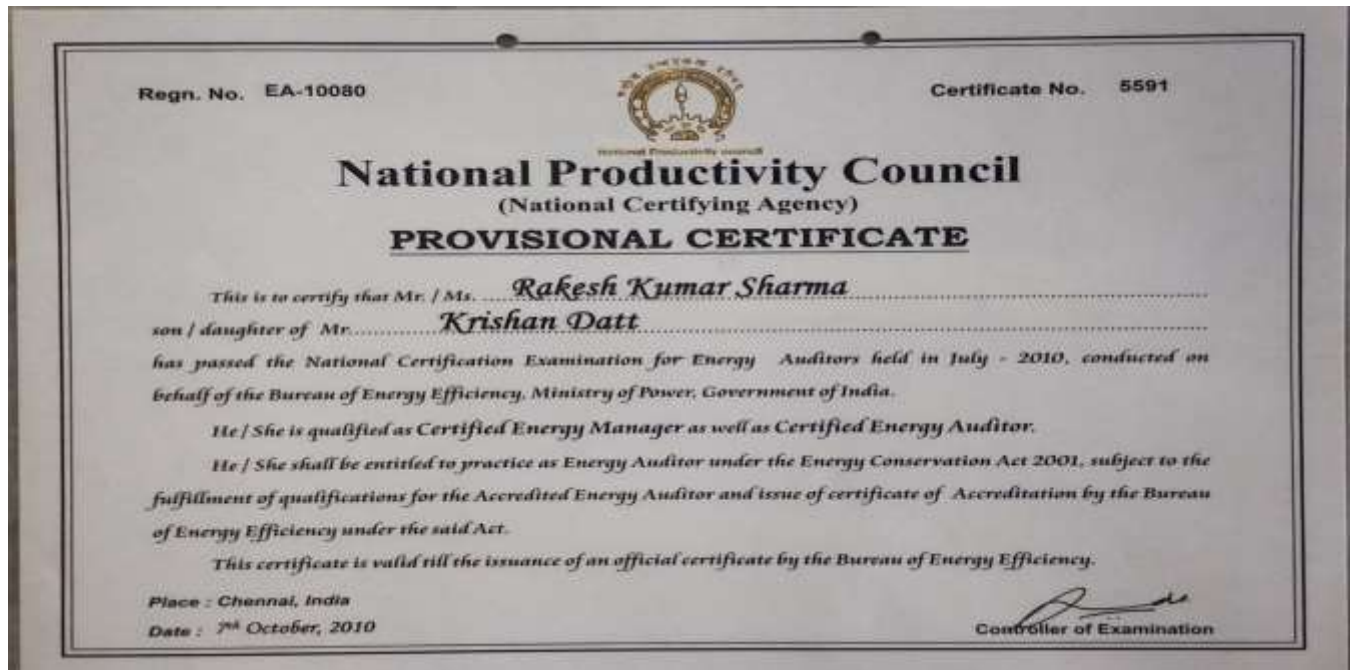 Regn. No. EA-10080
Certificate No. 5591
National Productivity Council
National Productivity Council
(National Certifying Agency)
PROVISIONAL CERTIFICATE
This is to certify that Mr. / Ms. Rakesh Kumar Sharma
son / daughter of Mr. Krishan Datt
has passed the National Certification Examination for Energy Auditors held in July - 2010, conducted on
behalf of the Bureau of Energy Efficiency, Ministry of Power, Government of India.
He / She is qualified as Certified Energy Manager as well as Certified Energy Auditor.
He / She shall be entitled to practice as Energy Auditor under the Energy Conservation Act 2001, subject to the
fulfillment of qualifications for the Accredited Energy Auditor and issue of certificate of Accreditation by the Bureau
of Energy Efficiency under the said Act.
This certificate is valid till the issuance of an official certificate by the Bureau of Energy Efficiency.
Place : Chennai, India
Date : 7th October, 2010
Controller of Examination